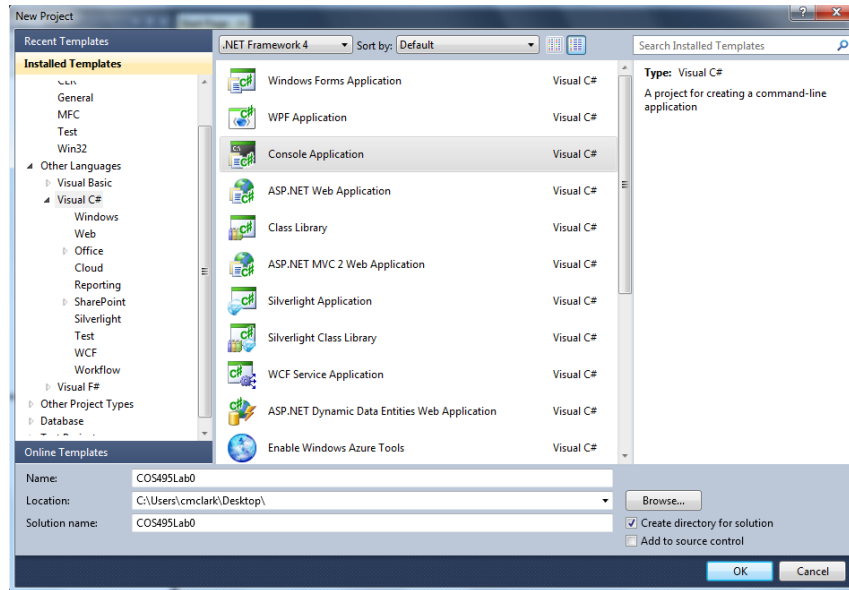 New Project
Recent Templates
Installed Templates
CLR
General
MFC
Test
Win32
Other Languages
Visual Basic
Visual C#
Windows
Web
Office
Cloud
Reporting
SharePoint
Silverlight
Test
WCF
Workflow
Visual F#
Other Project Types
Database
Online Templates
.NET Framework 4 Sort by: Default
Windows Forms Application Visual C#
WPF Application Visual C#
Console Application Visual C#
ASP.NET Web Application Visual C#
Class Library Visual C#
ASP.NET MVC 2 Web Application Visual C#
Silverlight Application Visual C#
Silverlight Class Library Visual C#
WCF Service Application Visual C#
ASP.NET Dynamic Data Entities Web Application Visual C#
Enable Windows Azure Tools Visual C#
Search Installed Templates
Type: Visual C#
A project for creating a command-line
application
Name: COS495Lab0
Location: C:\Users\cmclark\Desktop\ Browse...
Solution name: COS495Lab0
Create directory for solution
Add to source control
OK Cancel